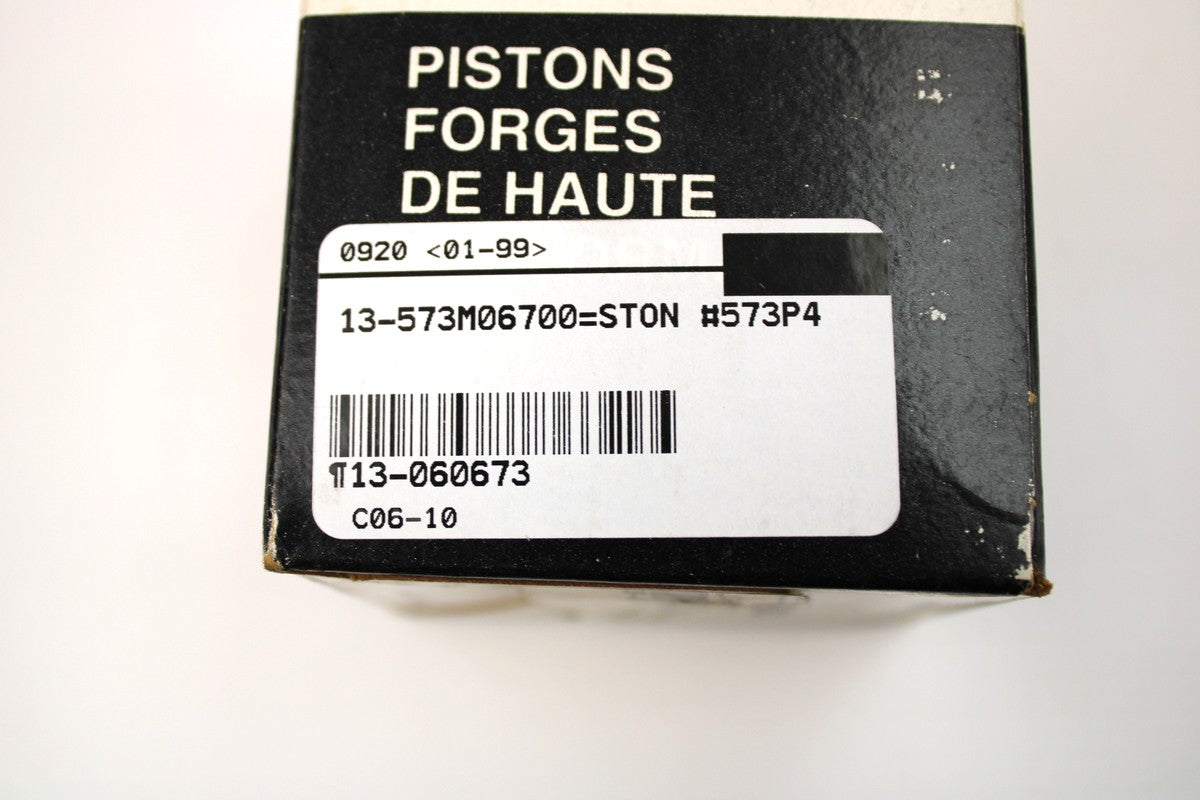 PISTONS
FORGES
DE HAUTE
0920 <01-99>
13-573M06700=STON #573P4
¶13-060673
C06-10